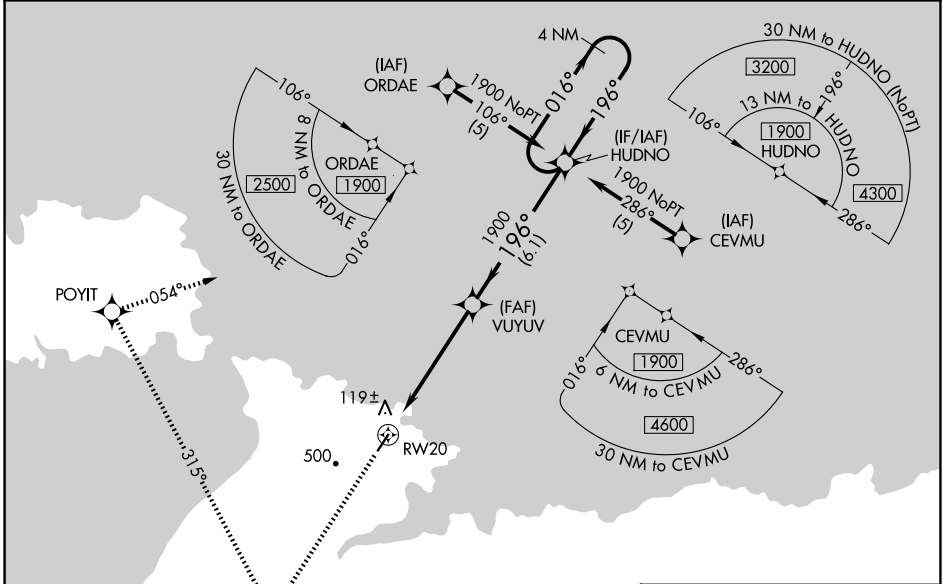 4 NM
30 NM to HUDNO (NoPT)
3200
196°
13 NM to HUDNO
106°
1900
HUDNO
4300
286°
(IAF)
ORDAE
1900 NoPT
106°
(5)
016°
196°
(IF/IAF)
HUDNO
106°
8 NM to ORDAE
ORDAE
1900
2500
30 NM to ORDAE
016°
1900 NoPT
286°
(5)
(IAF)
CEVMU
1900
196°
(6.1)
POYIT
054°
(FAF)
VUYUV
CEVMU
1900
016°
286°
6 NM to CEVMU
4600
30 NM to CEVMU
119±
RW20
500
315°